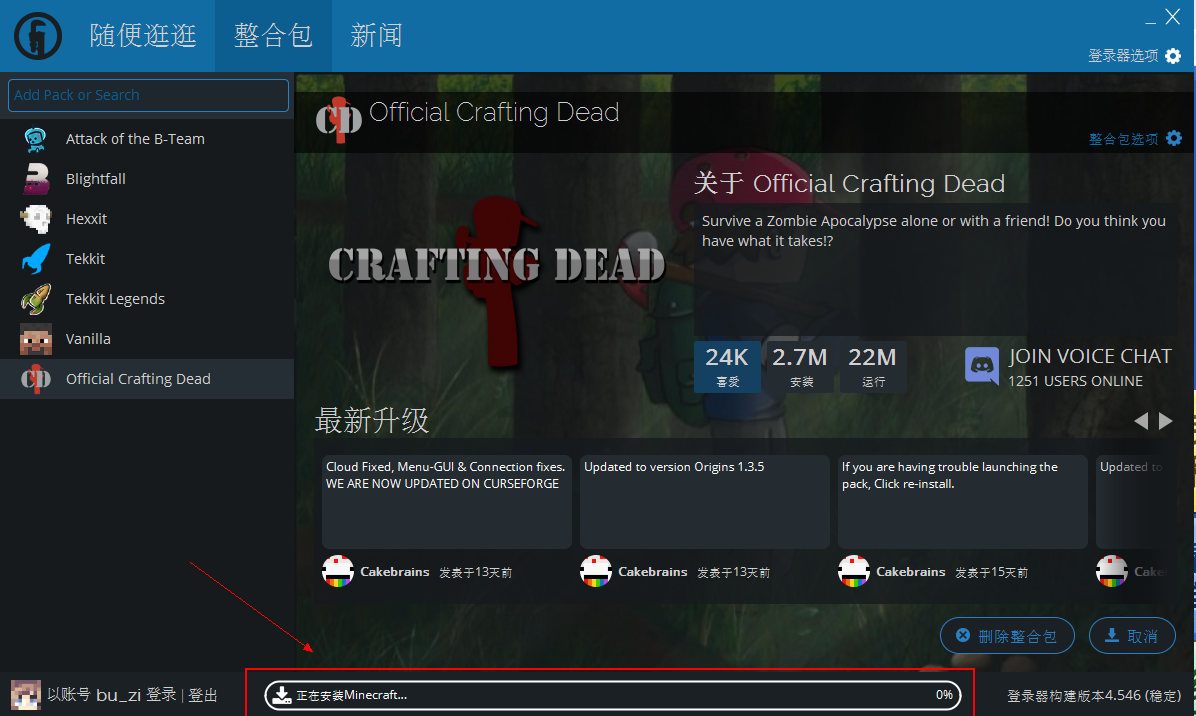 随便逛逛
整合包
新闻
登录器选项
Add Pack or Search
Attack of the B-Team
Blightfall
Hexxit
Tekkit
Tekkit Legends
Vanilla
CD
Official Crafting Dead
CD
Official Crafting Dead
整合包选项
CRAFTING DEAD
关于 Official Crafting Dead
Survive a Zombie Apocalypse alone or with a friend! Do you think you
have what it takes!?
24K
喜爱
2.7M
安装
22M
运行
JOIN VOICE CHAT
1251 USERS ONLINE
最新升级
Cloud Fixed, Menu-GUI & Connection fixes.
WE ARE NOW UPDATED ON CURSEFORGE
Cakebrains 发表于13天前
Updated to version Origins 1.3.5
Cakebrains 发表于13天前
If you are having trouble launching the
pack, Click re-install.
Cakebrains 发表于15天前
Updated to
Cake
删除整合包
取消
以账号 bu_zi 登录 | 登出
正在安装Minecraft... 0%
登录器构建版本4.546 (稳定)